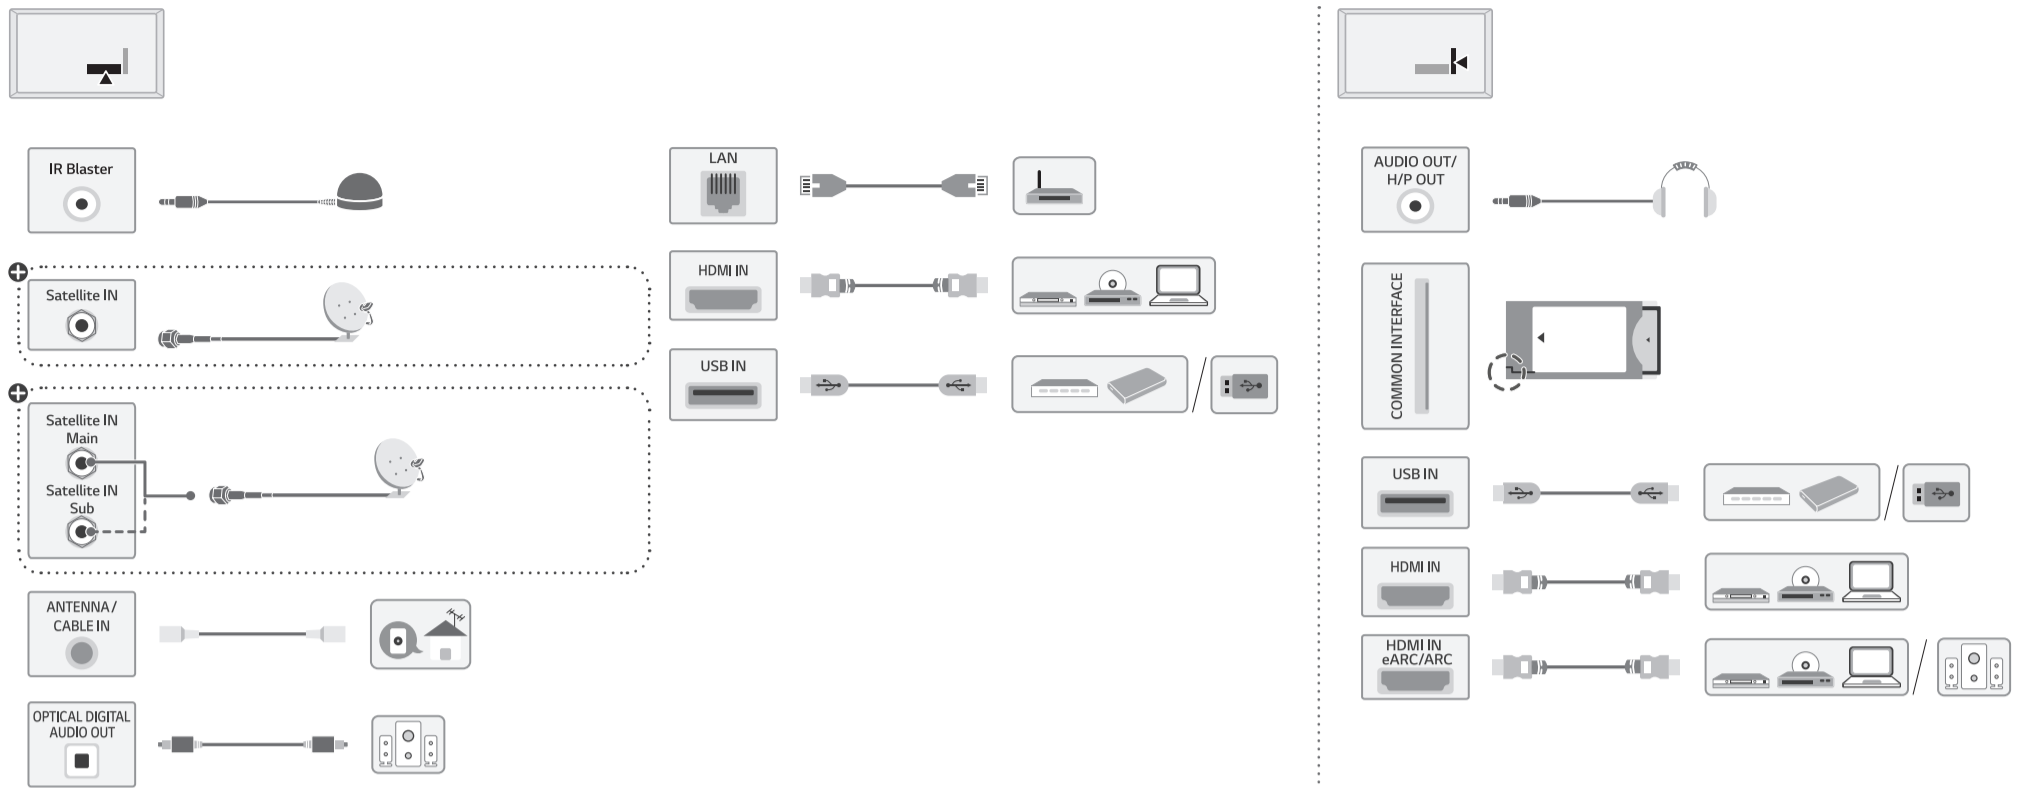 IR Blaster
Satellite IN
Satellite IN
Main
Satellite IN
Sub
ANTENNA /
CABLE IN
OPTICAL DIGITAL
AUDIO OUT
LAN
HDMI IN
USB IN
AUDIO OUT/
H/P OUT
COMMON INTERFACE
USB IN
HDMI IN
HDMI IN
eARC/ARC